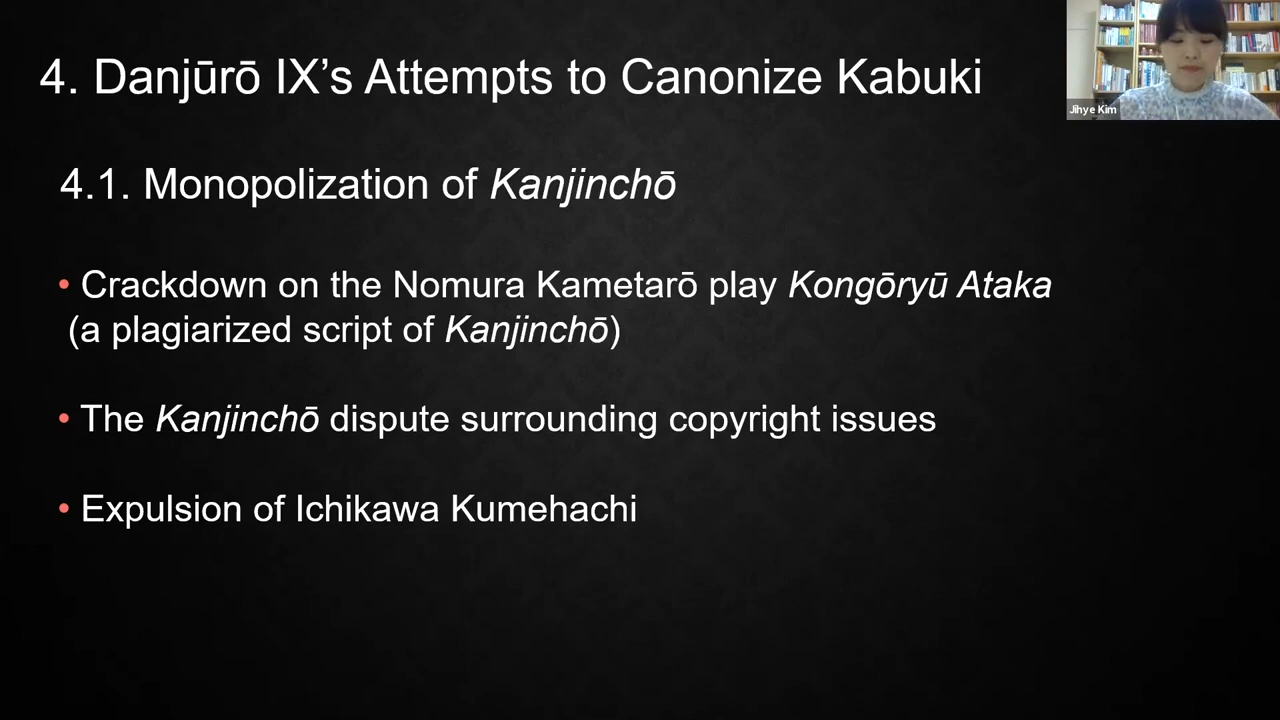 4. Danjūrō IX’s Attempts to Canonize Kabuki
Jihye Kim
4.1. Monopolization of Kanjinchō
• Crackdown on the Nomura Kametarō play Kongōryū Ataka
(a plagiarized script of Kanjinchō)
• The Kanjinchō dispute surrounding copyright issues
• Expulsion of Ichikawa Kumehachi